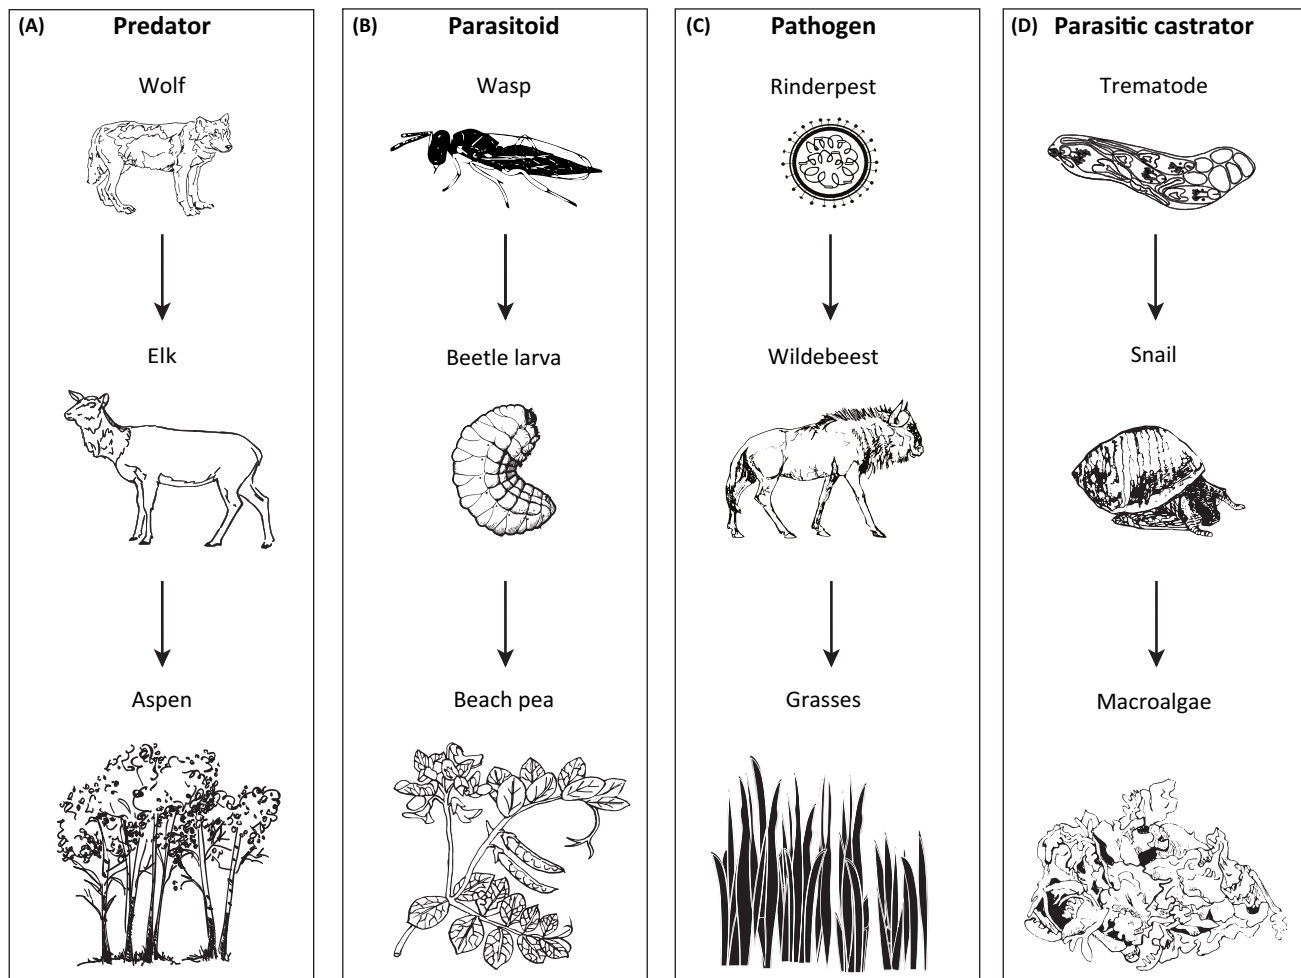 (A) Predator
Wolf
Elk
Aspen
(B) Parasitoid
Wasp
Beetle larva
Beach pea
(C) Pathogen
Rinderpest
Wildebeest
Grasses
(D) Parasitic castrator
Trematode
Snail
Macroalgae